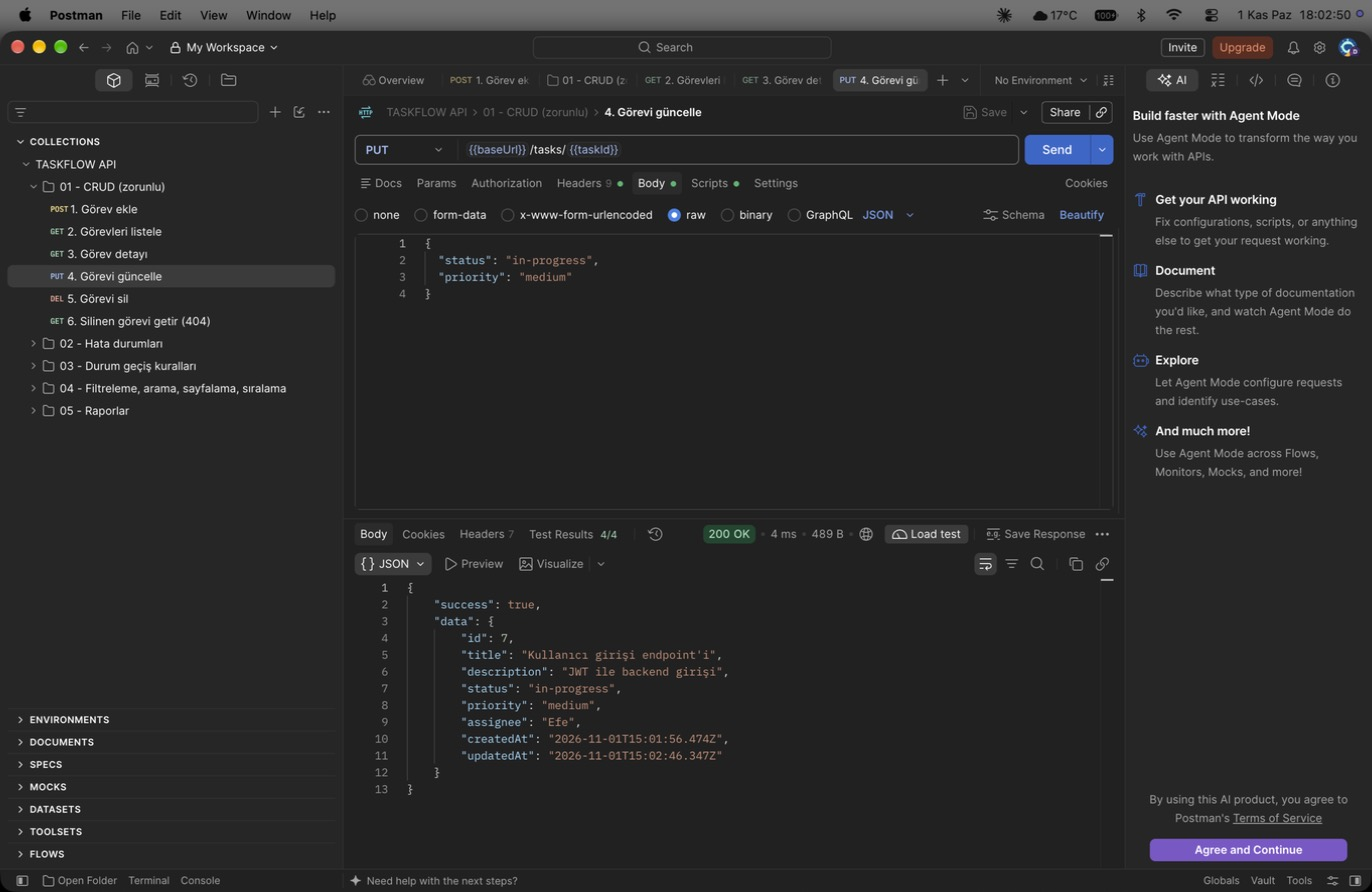 Postman File Edit View Window Help 17°C 100+ 1 Kas Paz 18:02:50
My Workspace Search Invite Upgrade
Overview POST 1. Görev ek 01 - CRUD (z GET 2. Görevleri GET 3. Görev de PUT 4. Görevi gü No Environment AI
TASKFLOW API > 01 - CRUD (zorunlu) > 4. Görevi güncelle Save Share
COLLECTIONS
TASKFLOW API
01 - CRUD (zorunlu)
POST 1. Görev ekle
GET 2. Görevleri listele
GET 3. Görev detayı
PUT 4. Görevi güncelle
DEL 5. Görevi sil
GET 6. Silinen görevi getir (404)
02 - Hata durumları
03 - Durum geçiş kuralları
04 - Filtreleme, arama, sayfalama, sıralama
05 - Raporlar
ENVIRONMENTS
DOCUMENTS
SPECS
MOCKS
DATASETS
TOOLSETS
FLOWS
PUT {{baseUrl}} /tasks/ {{taskId}} Send
Docs Params Authorization Headers 9 Body Scripts Settings Cookies
none form-data x-www-form-urlencoded raw binary GraphQL JSON Schema Beautify
1 {
2 "status": "in-progress",
3 "priority": "medium"
4 }
Body Cookies Headers 7 Test Results 4/4 200 OK • 4 ms • 489 B • Load test e.g. Save Response
{} JSON Preview Visualize
1 {
2 "success": true,
3 "data": {
4 "id": 7,
5 "title": "Kullanıcı girişi endpoint'i",
6 "description": "JWT ile backend girişi",
7 "status": "in-progress",
8 "priority": "medium",
9 "assignee": "Efe",
10 "createdAt": "2026-11-01T15:01:56.474Z",
11 "updatedAt": "2026-11-01T15:02:46.347Z"
12 }
13 }
Build faster with Agent Mode
Use Agent Mode to transform the way you
work with APIs.
Get your API working
Fix configurations, scripts, or anything
else to get your request working.
Document
Describe what type of documentation
you'd like, and watch Agent Mode do
the rest.
Explore
Let Agent Mode configure requests
and identify use-cases.
And much more!
Use Agent Mode across Flows,
Monitors, Mocks, and more!
By using this AI product, you agree to
Postman's Terms of Service
Agree and Continue
Open Folder Terminal Console Need help with the next steps? Globals Vault Tools